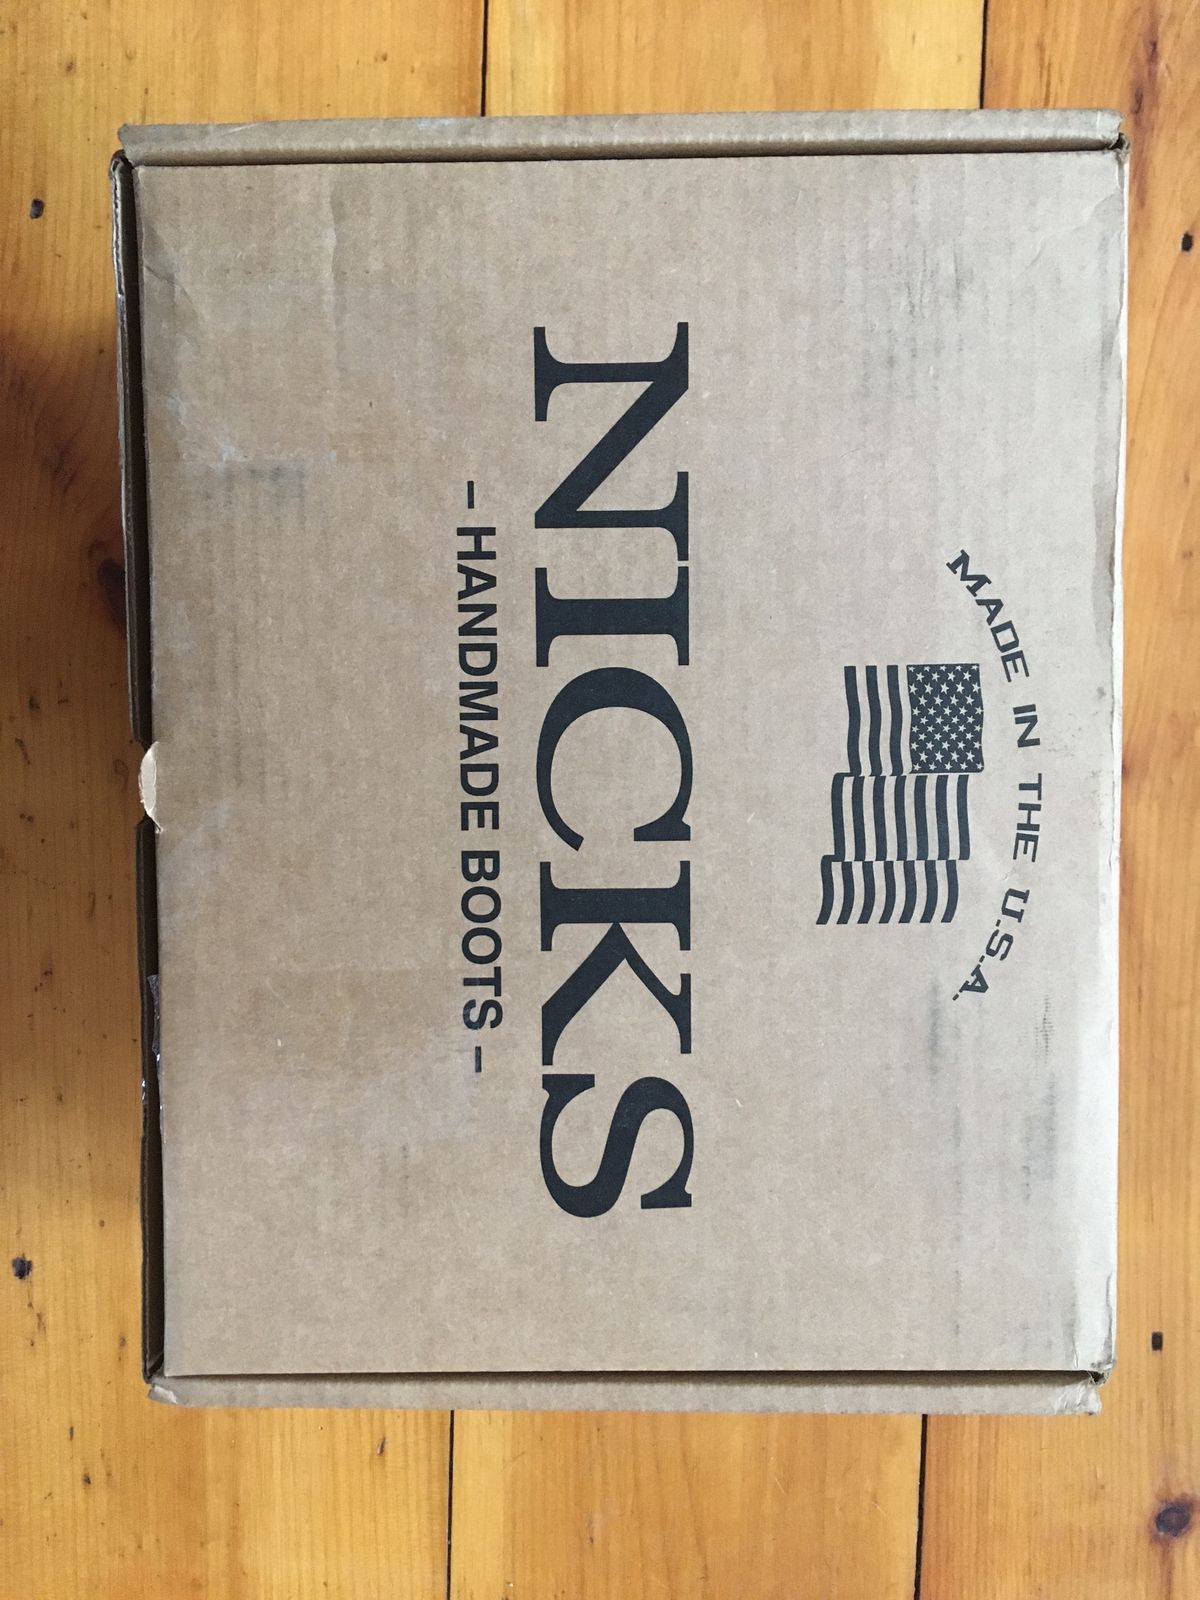 MADE IN THE U.S.A.
NICKS
– HANDMADE BOOTS –